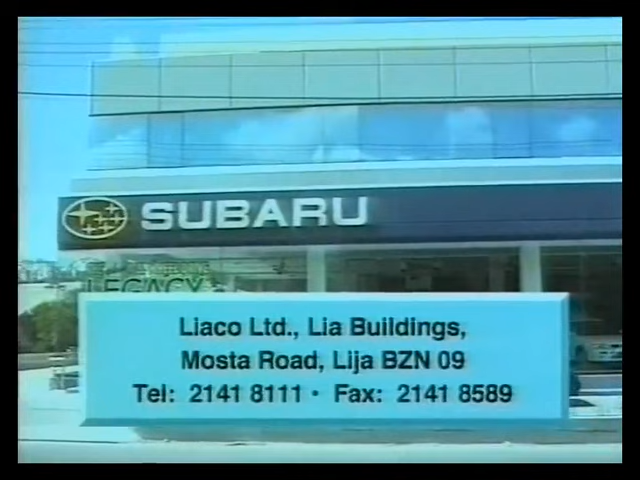 SUBARU
LEGACY
Liaco Ltd., Lia Buildings,
Mosta Road, Lija BZN 09
Tel: 2141 8111 • Fax: 2141 8589